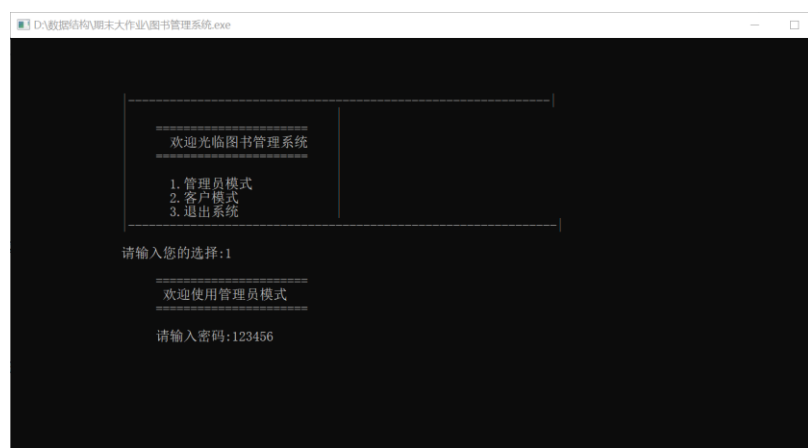 D:\数据结构\期末大作业\图书管理系统.exe
|-------------------------------------------------------------|
======================
欢迎光临图书管理系统
======================
1.管理员模式
2.客户模式
3.退出系统
|--------------------------------------------------------------|
请输入您的选择:1
======================
欢迎使用管理员模式
======================
请输入密码:123456